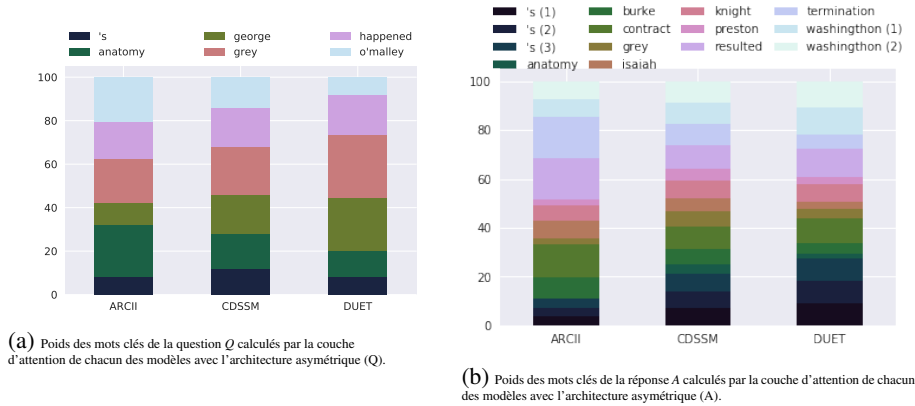 's
george
happened
anatomy
grey
o'malley
100
80
60
40
20
0
ARCII
CDSSM
DUET
(a) Poids des mots clés de la question Q calculés par la couche
d'attention de chacun des modèles avec l'architecture asymétrique (Q).
's (1)
burke
knight
termination
's (2)
contract
preston
washingthon (1)
's (3)
grey
resulted
washingthon (2)
anatomy
isaiah
100
80
60
40
20
0
ARCII
CDSSM
DUET
(b) Poids des mots clés de la réponse A calculés par la couche d'attention de chacun
des modèles avec l'architecture asymétrique (A).